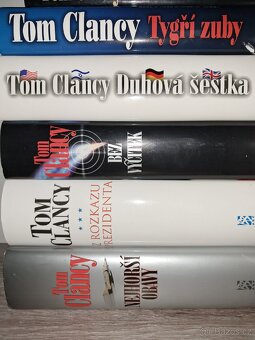 Tom Clancy Tygří zuby
Tom Clancy Duhová šestka
Tom
Clancy
BEZ
VÝČITEK
TOM
CLANCY
Z ROZKAZU
PREZIDENTA
Tom
Clancy
NEJHORŠÍ
OBAVY